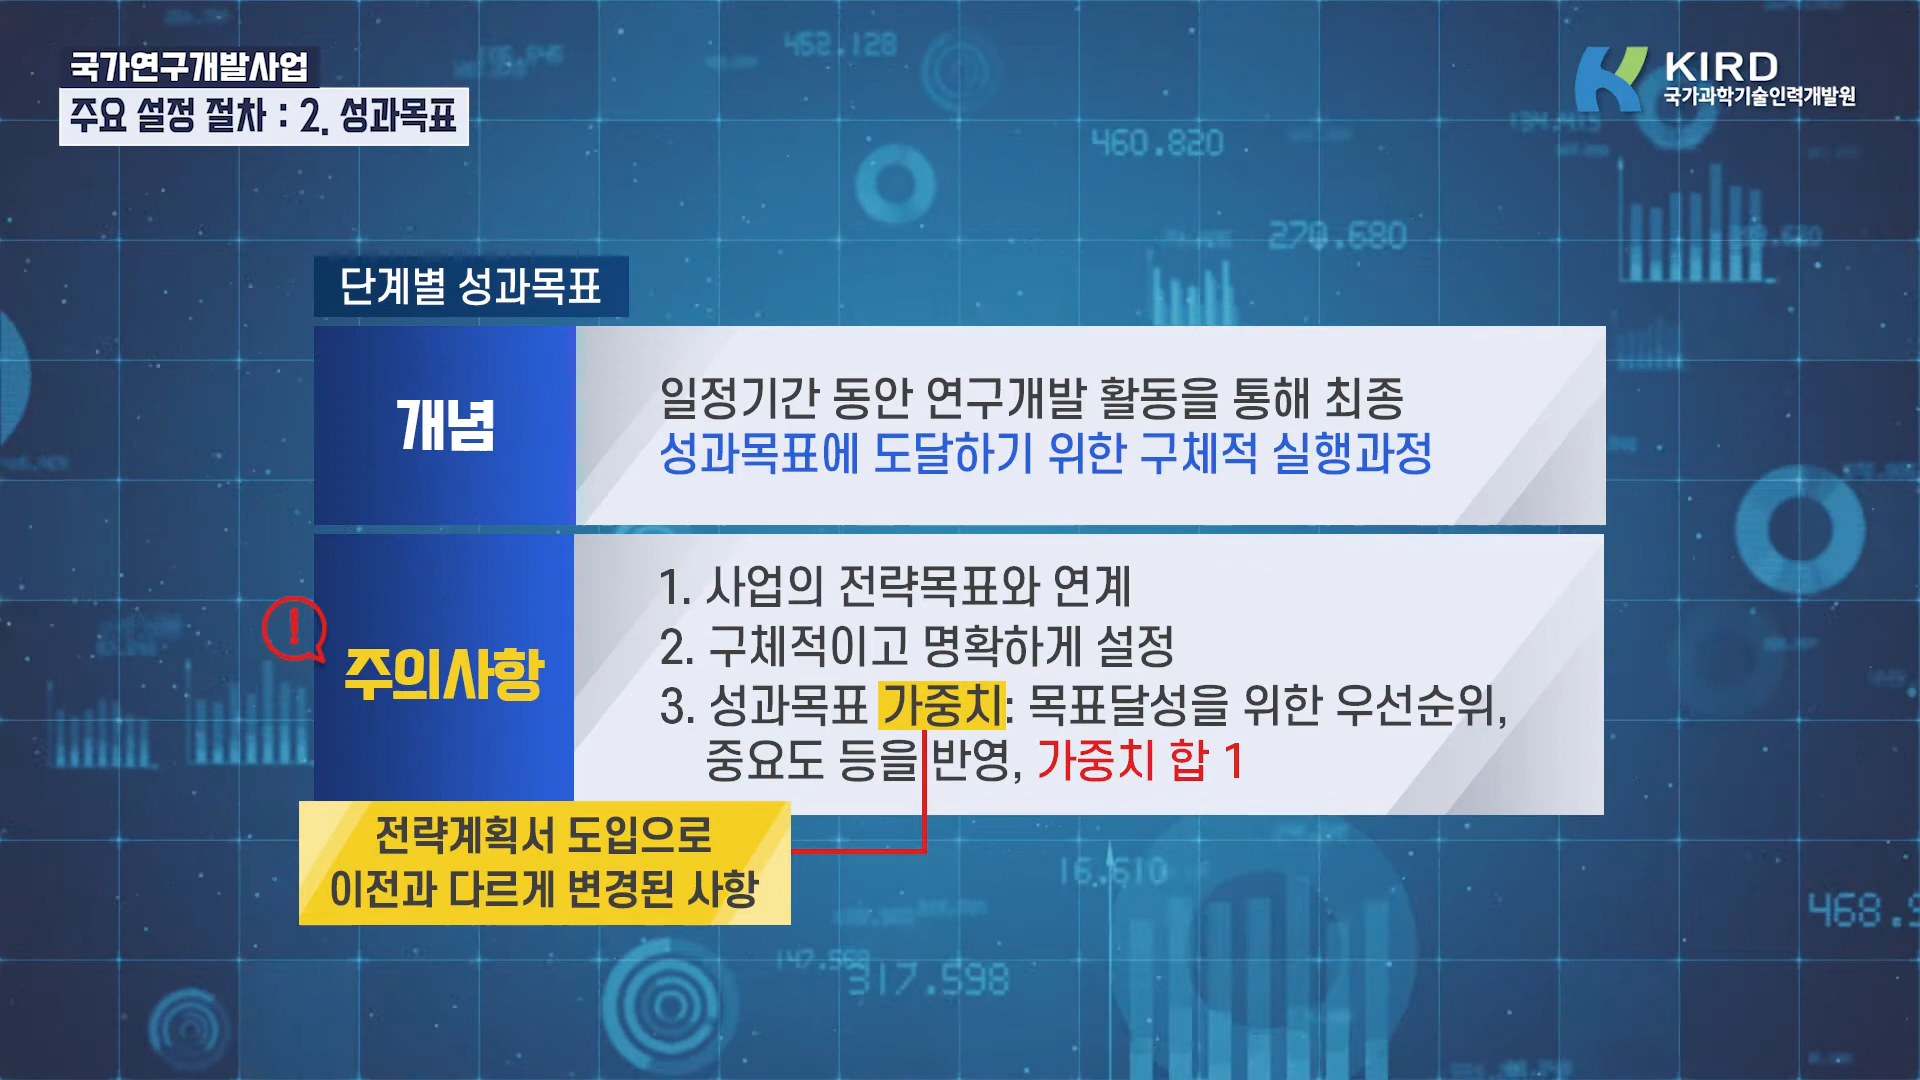 국가연구개발사업
주요 설정 절차 : 2. 성과목표
KIRD
국가과학기술인력개발원
462.128
460.820
270.680
단계별 성과목표
개념
일정기간 동안 연구개발 활동을 통해 최종
성과목표에 도달하기 위한 구체적 실행과정
!
주의사항
1. 사업의 전략목표와 연계
2. 구체적이고 명확하게 설정
3. 성과목표 가중치: 목표달성을 위한 우선순위,
중요도 등을 반영, 가중치 합 1
전략계획서 도입으로
이전과 다르게 변경된 사항
16.610
468.9
317.598